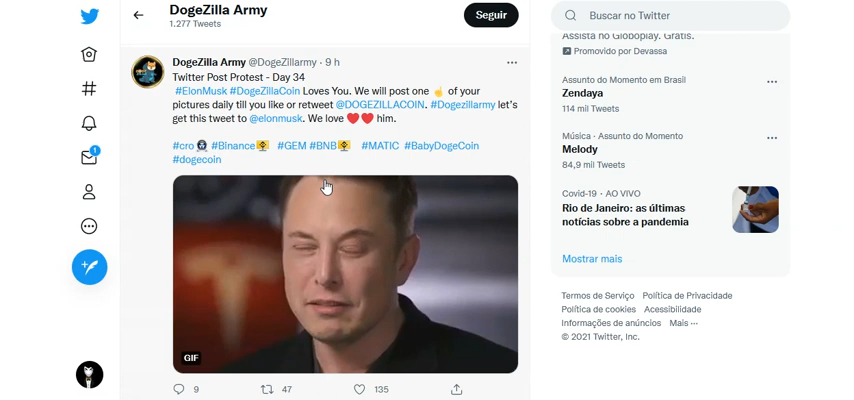 DogeZilla Army
1.277 Tweets
Seguir
DogeZilla Army @DogeZillarmy · 9 h
Twitter Post Protest - Day 34
#ElonMusk #DogeZillaCoin Loves You. We will post one ☝ of your
pictures daily till you like or retweet @DOGEZILLACOIN. #Dogezillarmy let's
get this tweet to @elonmusk. We love ❤️❤️ him.
#cro #Binance #GEM #BNB #MATIC #BabyDogeCoin
#dogecoin
GIF
9 47 135
1
Buscar no Twitter
Assista no Globoplay. Grátis.
Promovido por Devassa
Assunto do Momento em Brasil
Zendaya
114 mil Tweets
Música · Assunto do Momento
Melody
84,9 mil Tweets
Covid-19 · AO VIVO
Rio de Janeiro: as últimas
notícias sobre a pandemia
Mostrar mais
Termos de Serviço Política de Privacidade
Política de cookies Acessibilidade
Informações de anúncios Mais ···
© 2021 Twitter, Inc.